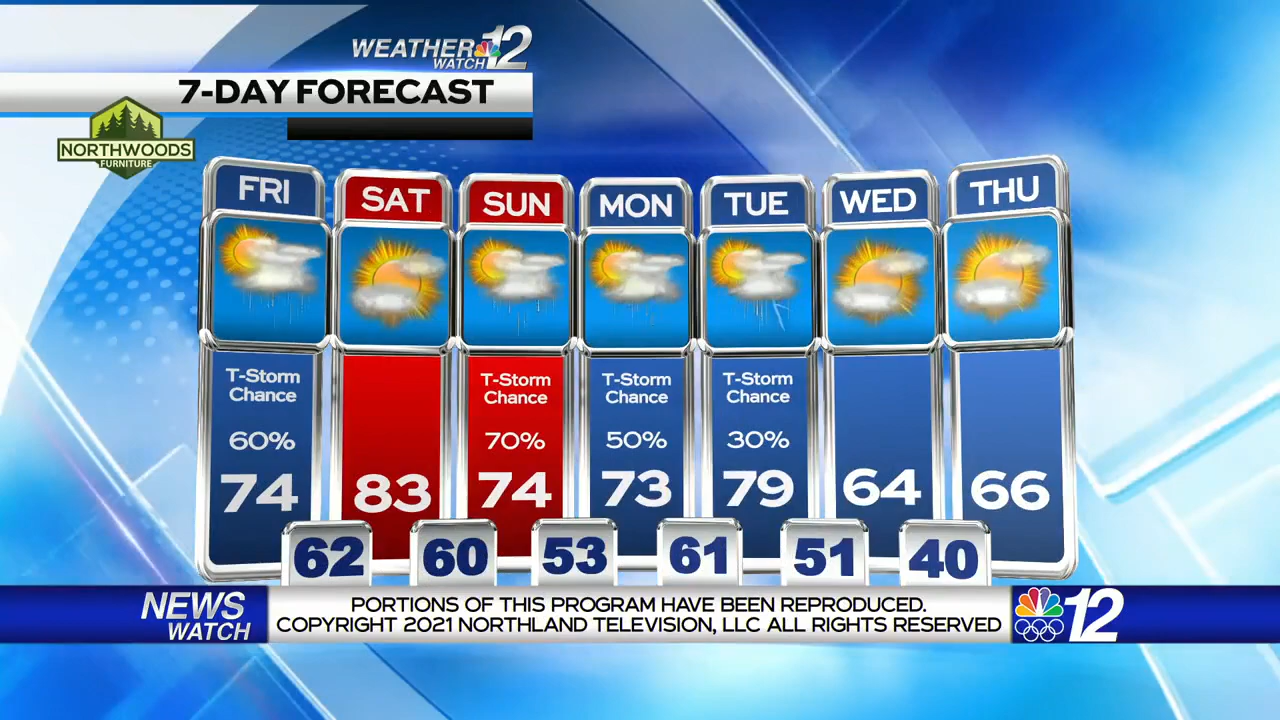 WEATHER 12
WATCH
7-DAY FORECAST
NORTHWOODS
FURNITURE
FRI SAT SUN MON TUE WED THU
T-Storm T-Storm T-Storm T-Storm
Chance Chance Chance Chance
60% 70% 50% 30%
74 83 74 73 79 64 66
62 60 53 61 51 40
NEWS
WATCH
PORTIONS OF THIS PROGRAM HAVE BEEN REPRODUCED.
COPYRIGHT 2021 NORTHLAND TELEVISION, LLC ALL RIGHTS RESERVED
12